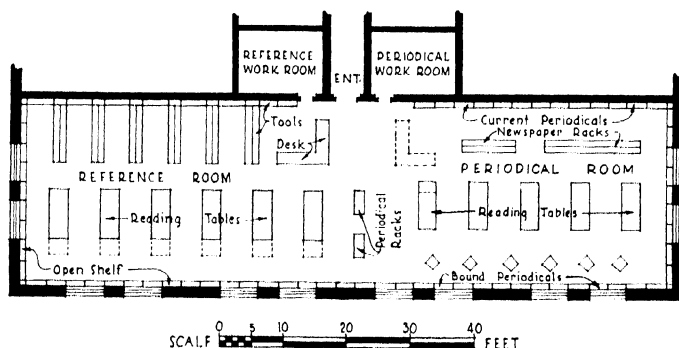 REFERENCE
WORK ROOM
PERIODICAL
WORK ROOM
ENT.
Tools
Desk
Current Periodicals
Newspaper Racks
REFERENCE ROOM
PERIODICAL ROOM
Reading Tables
Periodical
Racks
Reading Tables
Open Shelf
Bound Periodicals
0 5 10 20 30 40
SCALE FEET